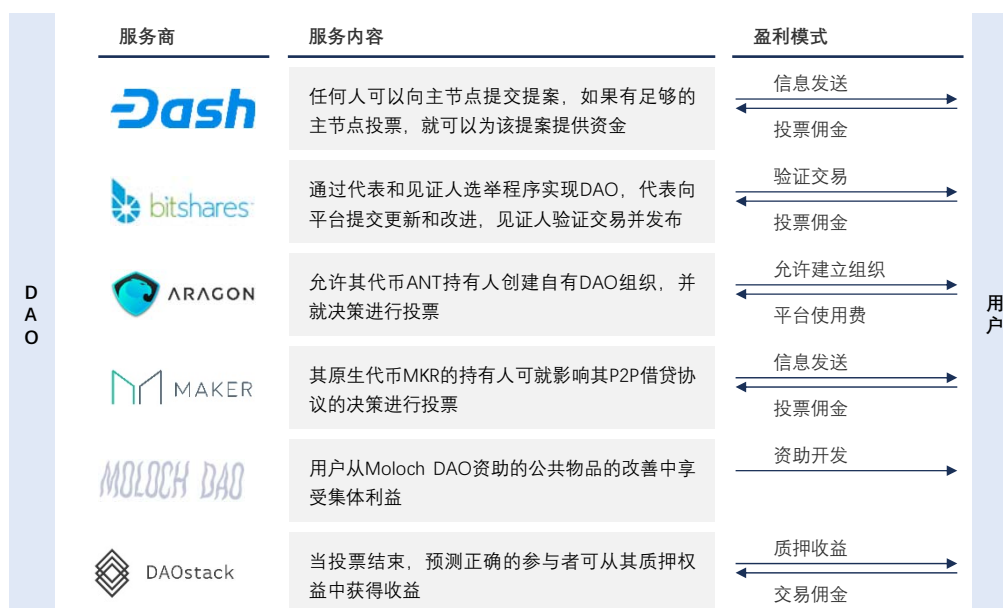 服务商 服务内容 盈利模式
DAO
用户
Dash
任何人可以向主节点提交提案，如果有足够的
主节点投票，就可以为该提案提供资金
信息发送
投票佣金
bitshares
通过代表和见证人选举程序实现DAO，代表向
平台提交更新和改进，见证人验证交易并发布
验证交易
投票佣金
ARAGON
允许其代币ANT持有人创建自有DAO组织，并
就决策进行投票
允许建立组织
平台使用费
MAKER
其原生代币MKR的持有人可就影响其P2P借贷协
议的决策进行投票
信息发送
投票佣金
MOLOCH DAO
用户从Moloch DAO资助的公共物品的改善中享
受集体利益
资助开发
DAOstack
当投票结束，预测正确的参与者可从其质押权
益中获得收益
质押收益
交易佣金